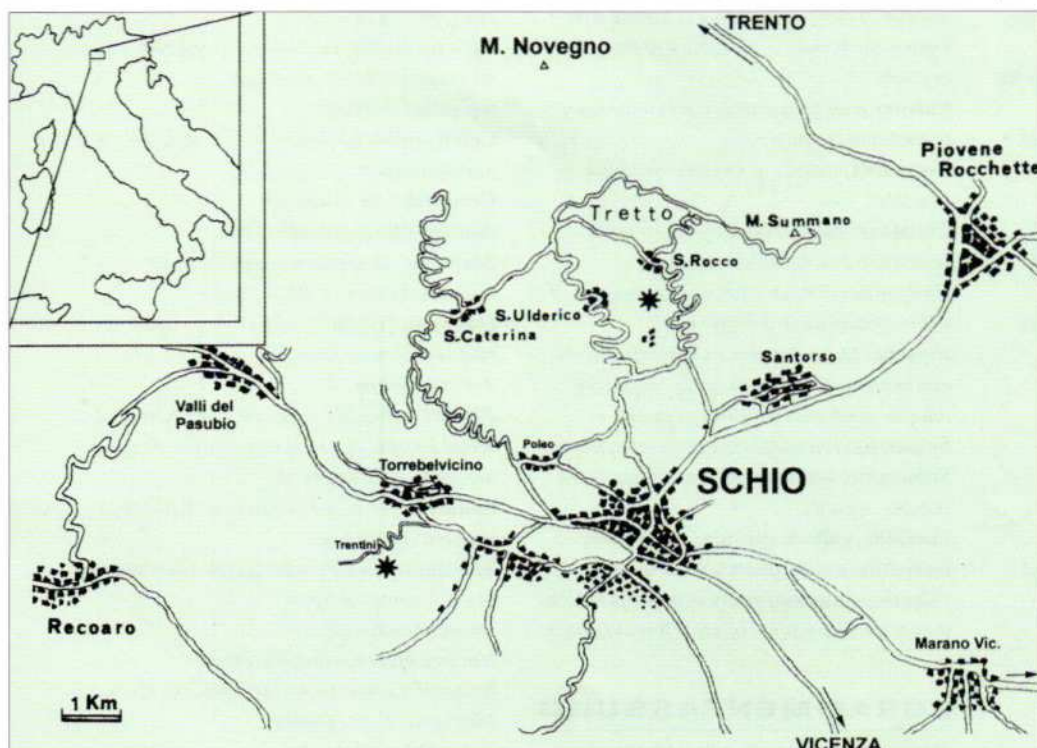 TRENTO
M. Novegno
Piovene
Rocchette
Tretto
M. Summano
S. Rocco
S. Ulderico
S. Caterina
Santorso
Valli del
Pasubio
Poleo
Torrebelvicino
SCHIO
Trentini
Recoaro
Marano Vic.
1 Km
VICENZA